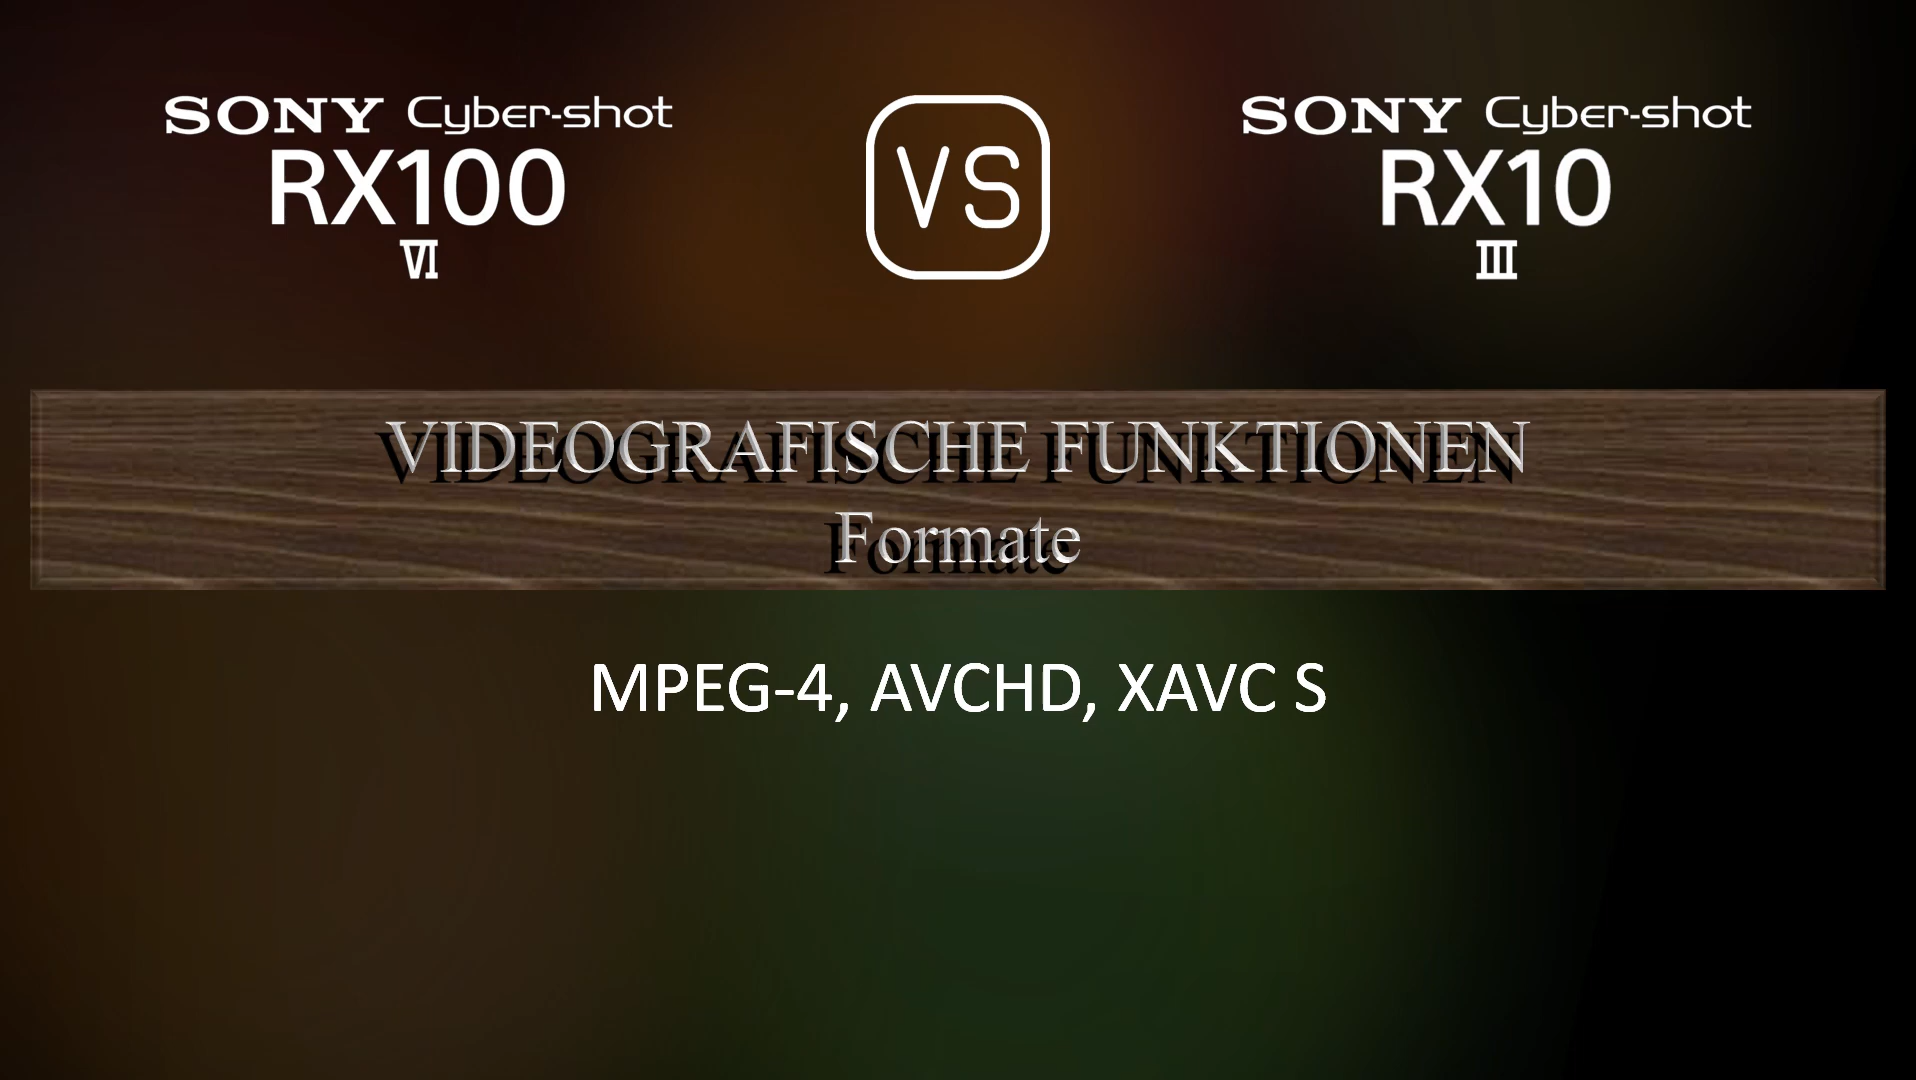 SONY Cyber-shot
RX100
VI
VS
SONY Cyber-shot
RX10
III
VIDEOGRAFISCHE FUNKTIONEN
Formate
MPEG-4, AVCHD, XAVC S